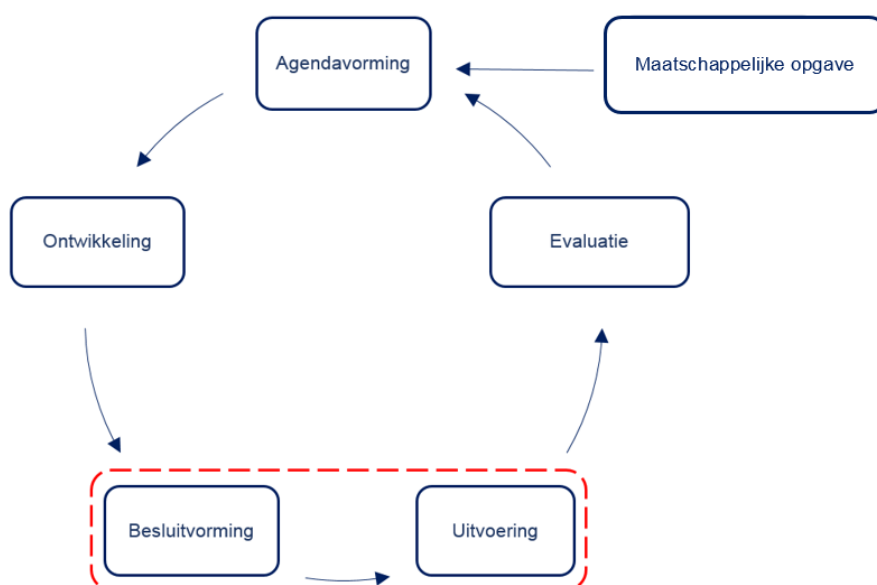 Agendavorming
Maatschappelijke opgave
Ontwikkeling
Evaluatie
Besluitvorming
Uitvoering